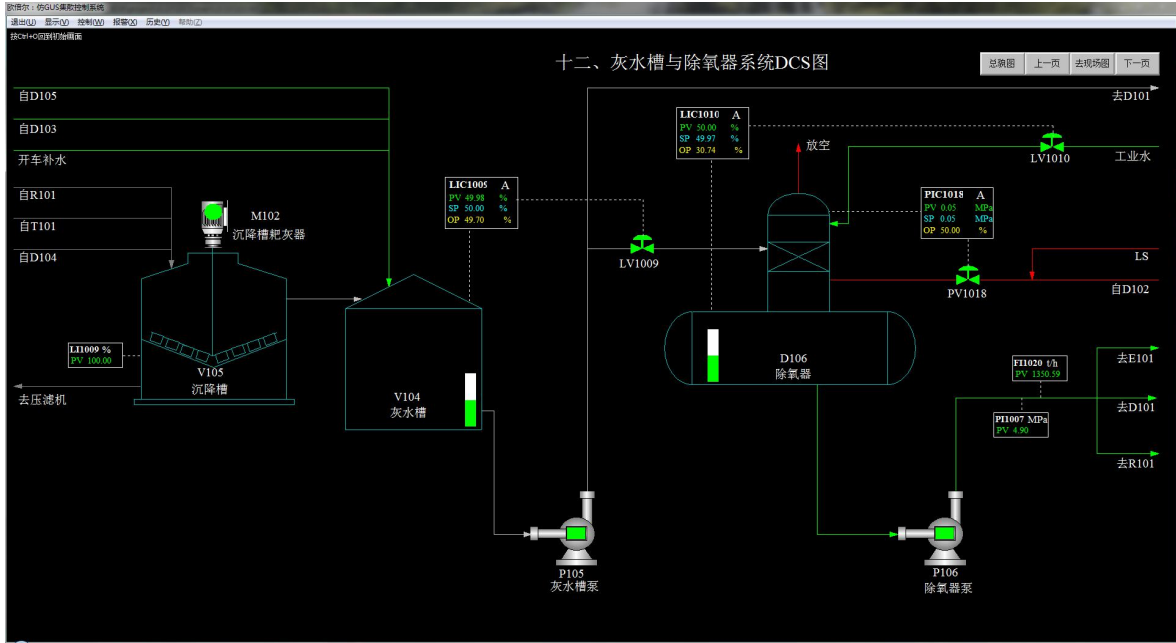 欧倍尔：仿GUS集散控制系统
退出(U) 显示(V) 控制(W) 报警(X) 历史(Y) 帮助(Z)
按Ctrl+O回到初始画面
十二、灰水槽与除氧器系统DCS图
总貌图 上一页 去现场图 下一页
自D105
去D101
自D103
开车补水
LIC1010 A
PV 50.00 %
SP 49.97 %
OP 30.74 %
放空
LV1010
工业水
自R101
自T101
自D104
M102
沉降槽耙灰器
LIC1005 A
PV 49.98 %
SP 50.00 %
OP 49.70 %
LV1009
PIC1018 A
PV 0.05 MPa
SP 0.05 MPa
OP 50.00 %
LS
PV1018
自D102
LI1009 %
PV 100.00
V105
沉降槽
去压滤机
V104
灰水槽
D106
除氧器
FI1020 t/h
PV 1350.59
去E101
去D101
PI1007 MPa
PV 4.90
去R101
P105
灰水槽泵
P106
除氧器泵